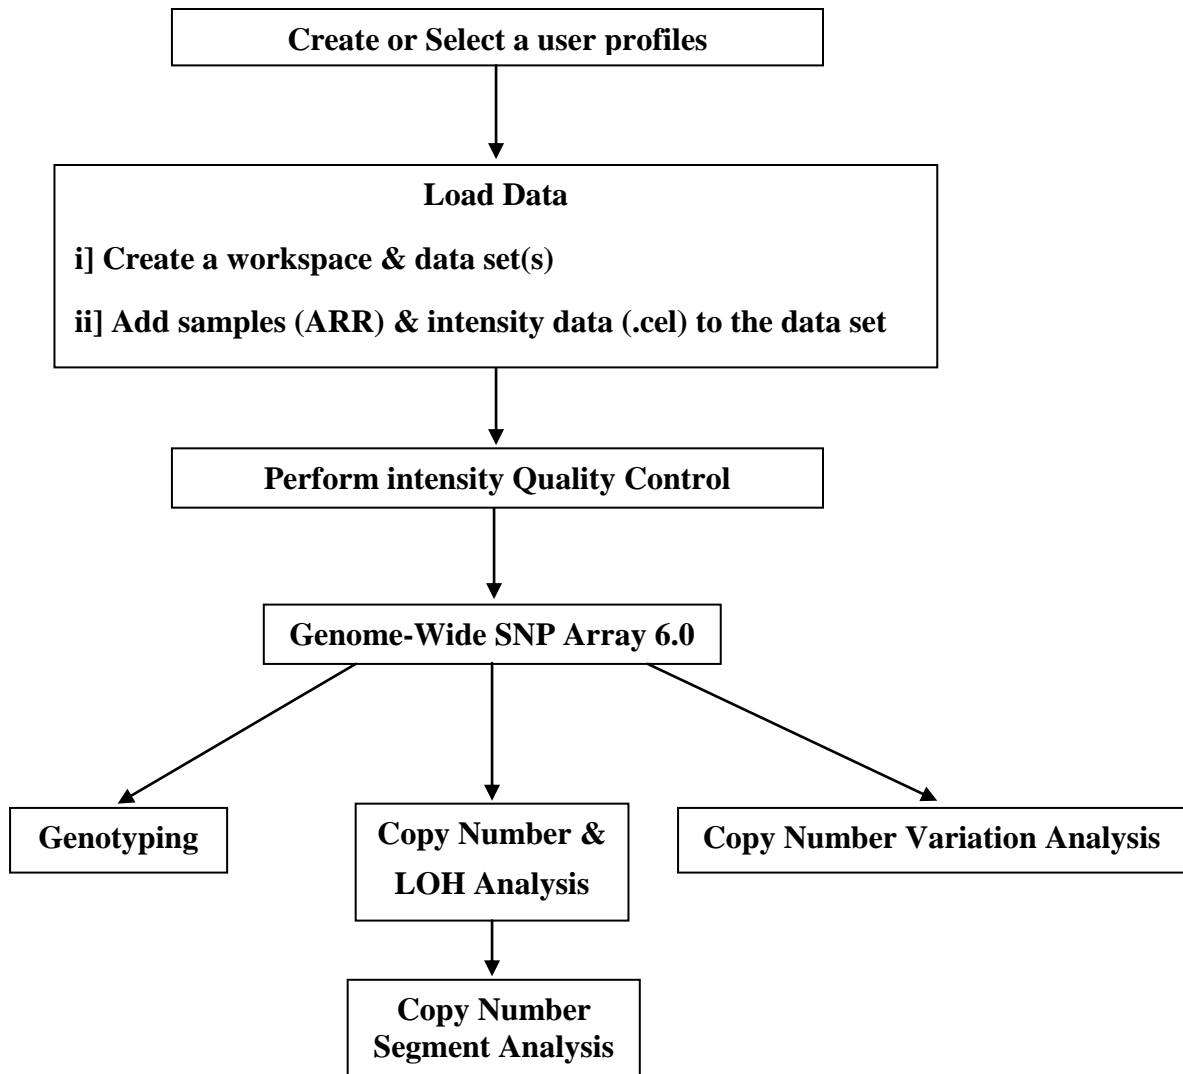 Create or Select a user profiles
Load Data
i] Create a workspace & data set(s)
ii] Add samples (ARR) & intensity data (.cel) to the data set
Perform intensity Quality Control
Genome-Wide SNP Array 6.0
Genotyping
Copy Number &
LOH Analysis
Copy Number Variation Analysis
Copy Number
Segment Analysis